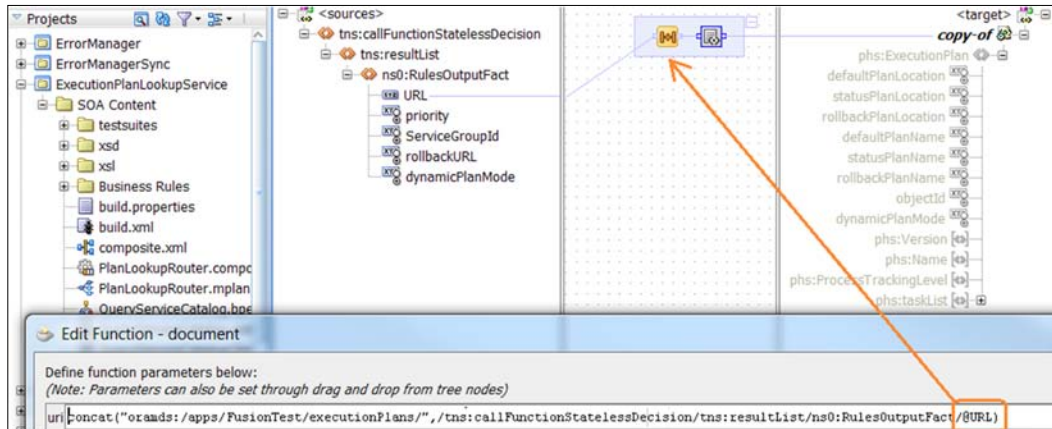 Projects
ErrorManager
ErrorManagerSync
ExecutionPlanLookupService
SOA Content
testsuites
xsd
xsl
Business Rules
build.properties
build.xml
composite.xml
PlanLookupRouter.compc
PlanLookupRouter.mplan
QueryServiceCatalog.bpe
<sources>
tns:callFunctionStatelessDecision
tns:resultList
ns0:RulesOutputFact
URL
priority
ServiceGroupId
rollbackURL
dynamicPlanMode
<target>
copy-of
phs:ExecutionPlan
defaultPlanLocation
statusPlanLocation
rollbackPlanLocation
defaultPlanName
statusPlanName
rollbackPlanName
objectId
dynamicPlanMode
phs:Version
phs:Name
phs:ProcessTrackingLevel
phs:taskList
Edit Function - document
Define function parameters below:
(Note: Parameters can also be set through drag and drop from tree nodes)
uri concat("oramds:/apps/FusionTest/executionPlans/",/tns:callFunctionStatelessDecision/tns:resultList/ns0:RulesOutputFact/@URL)